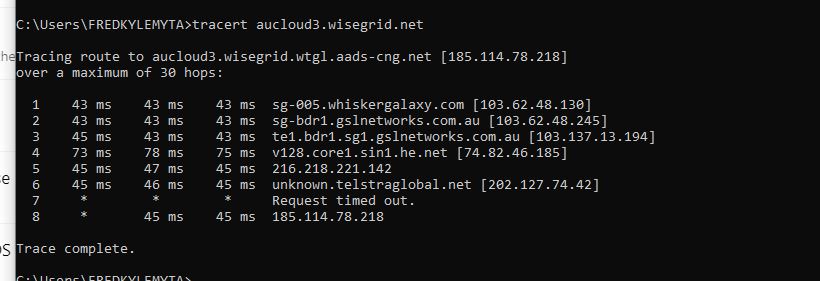 C:\Users\FREDKYLEMYTA>tracert aucloud3.wisegrid.net
Tracing route to aucloud3.wisegrid.wtgl.aads-cng.net [185.114.78.218]
over a maximum of 30 hops:
1 43 ms 43 ms 43 ms sg-005.whiskergalaxy.com [103.62.48.130]
2 43 ms 43 ms 43 ms sg-bdr1.gslnetworks.com.au [103.62.48.245]
3 45 ms 43 ms 43 ms te1.bdr1.sg1.gslnetworks.com.au [103.137.13.194]
4 73 ms 78 ms 75 ms v128.core1.sin1.he.net [74.82.46.185]
5 45 ms 47 ms 45 ms 216.218.221.142
6 45 ms 46 ms 45 ms unknown.telstraglobal.net [202.127.74.42]
7 * * * Request timed out.
8 * 45 ms 45 ms 185.114.78.218
Trace complete.
C:\Users\FREDKYLEMYTA>